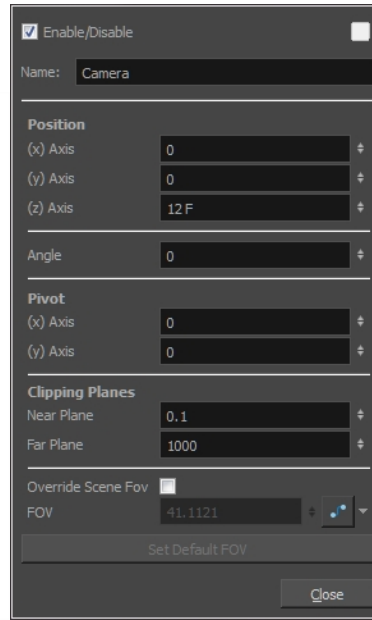 Enable/Disable
Name: Camera
Position
(x) Axis 0
(y) Axis 0
(z) Axis 12 F
Angle 0
Pivot
(x) Axis 0
(y) Axis 0
Clipping Planes
Near Plane 0.1
Far Plane 1000
Override Scene Fov
FOV 41.1121
Set Default FOV
Close